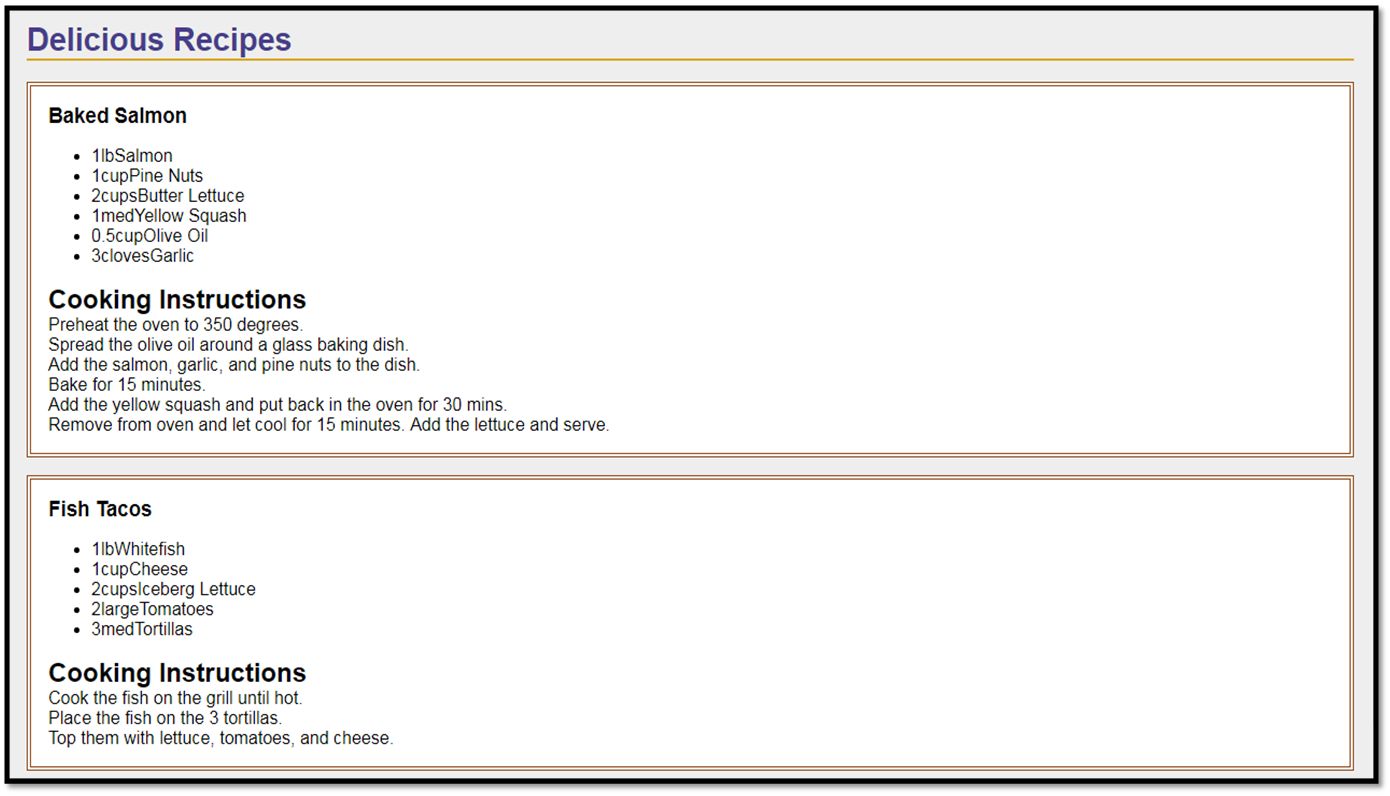 Delicious Recipes
Baked Salmon
1lbSalmon
1cupPine Nuts
2cupsButter Lettuce
1medYellow Squash
0.5cupOlive Oil
3clovesGarlic
Cooking Instructions
Preheat the oven to 350 degrees.
Spread the olive oil around a glass baking dish.
Add the salmon, garlic, and pine nuts to the dish.
Bake for 15 minutes.
Add the yellow squash and put back in the oven for 30 mins.
Remove from oven and let cool for 15 minutes. Add the lettuce and serve.
Fish Tacos
1lbWhitefish
1cupCheese
2cupsIceberg Lettuce
2largeTomatoes
3medTortillas
Cooking Instructions
Cook the fish on the grill until hot.
Place the fish on the 3 tortillas.
Top them with lettuce, tomatoes, and cheese.